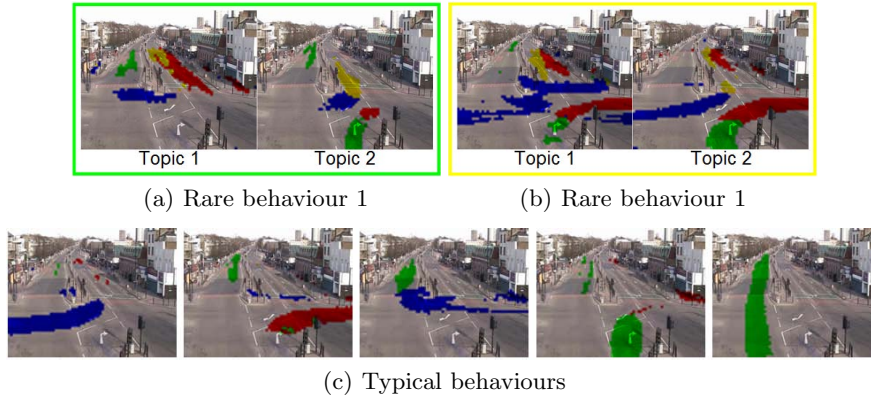 Topic 1 Topic 2 Topic 1 Topic 2
(a) Rare behaviour 1 (b) Rare behaviour 1
(c) Typical behaviours